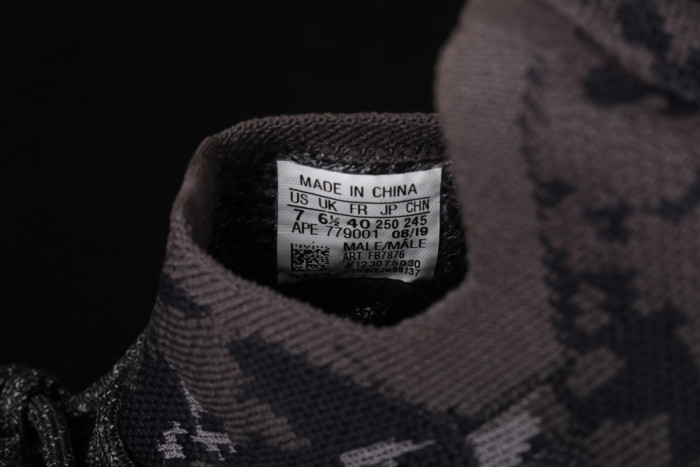 MADE IN CHINA
US UK FR JP CHN
7 6½ 40 250 245
APE 779001 08/19
MALE/MÂLE
ART FB7876
#123075030